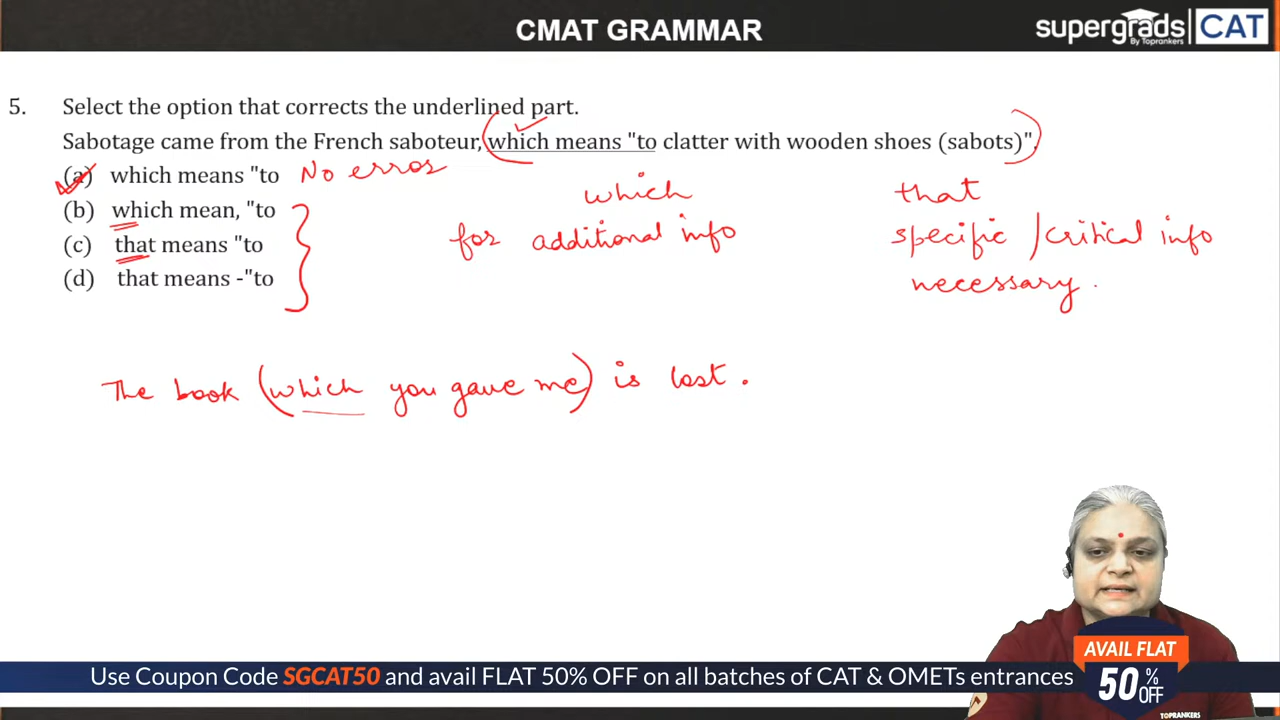 CMAT GRAMMAR
supergrads
By Toprankers
CAT
5. Select the option that corrects the underlined part.
Sabotage came from the French saboteur, which means "to clatter with wooden shoes (sabots)".
(a) which means "to No error
(b) which mean, "to
(c) that means "to
(d) that means -"to
which
for additional info
that
specific/critical info
necessary.
The book (which you gave me) is lost.
AVAIL FLAT
50% OFF
TOPRANKERS
Use Coupon Code SGCAT50 and avail FLAT 50% OFF on all batches of CAT & OMETs entrances